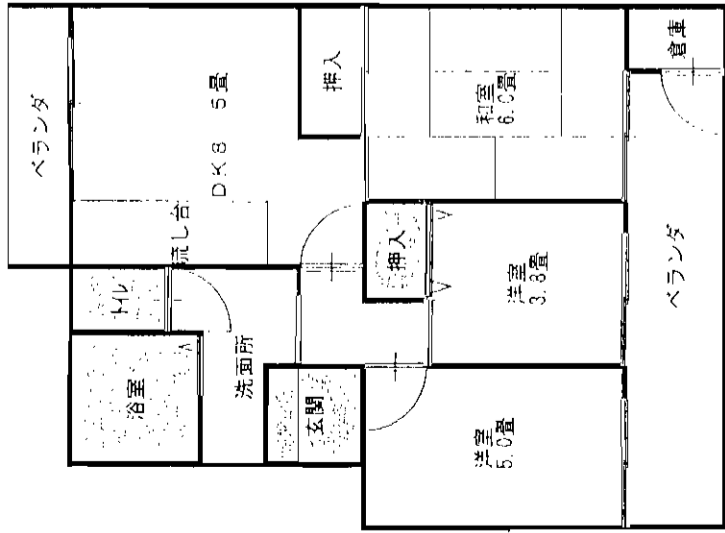 ベランダ
DK8 5畳
押入
流し台
トイレ
浴室
洗面所
玄関
押入
和室
6.0畳
倉庫
洋室
3.8畳
洋室
5.0畳
ベランダ